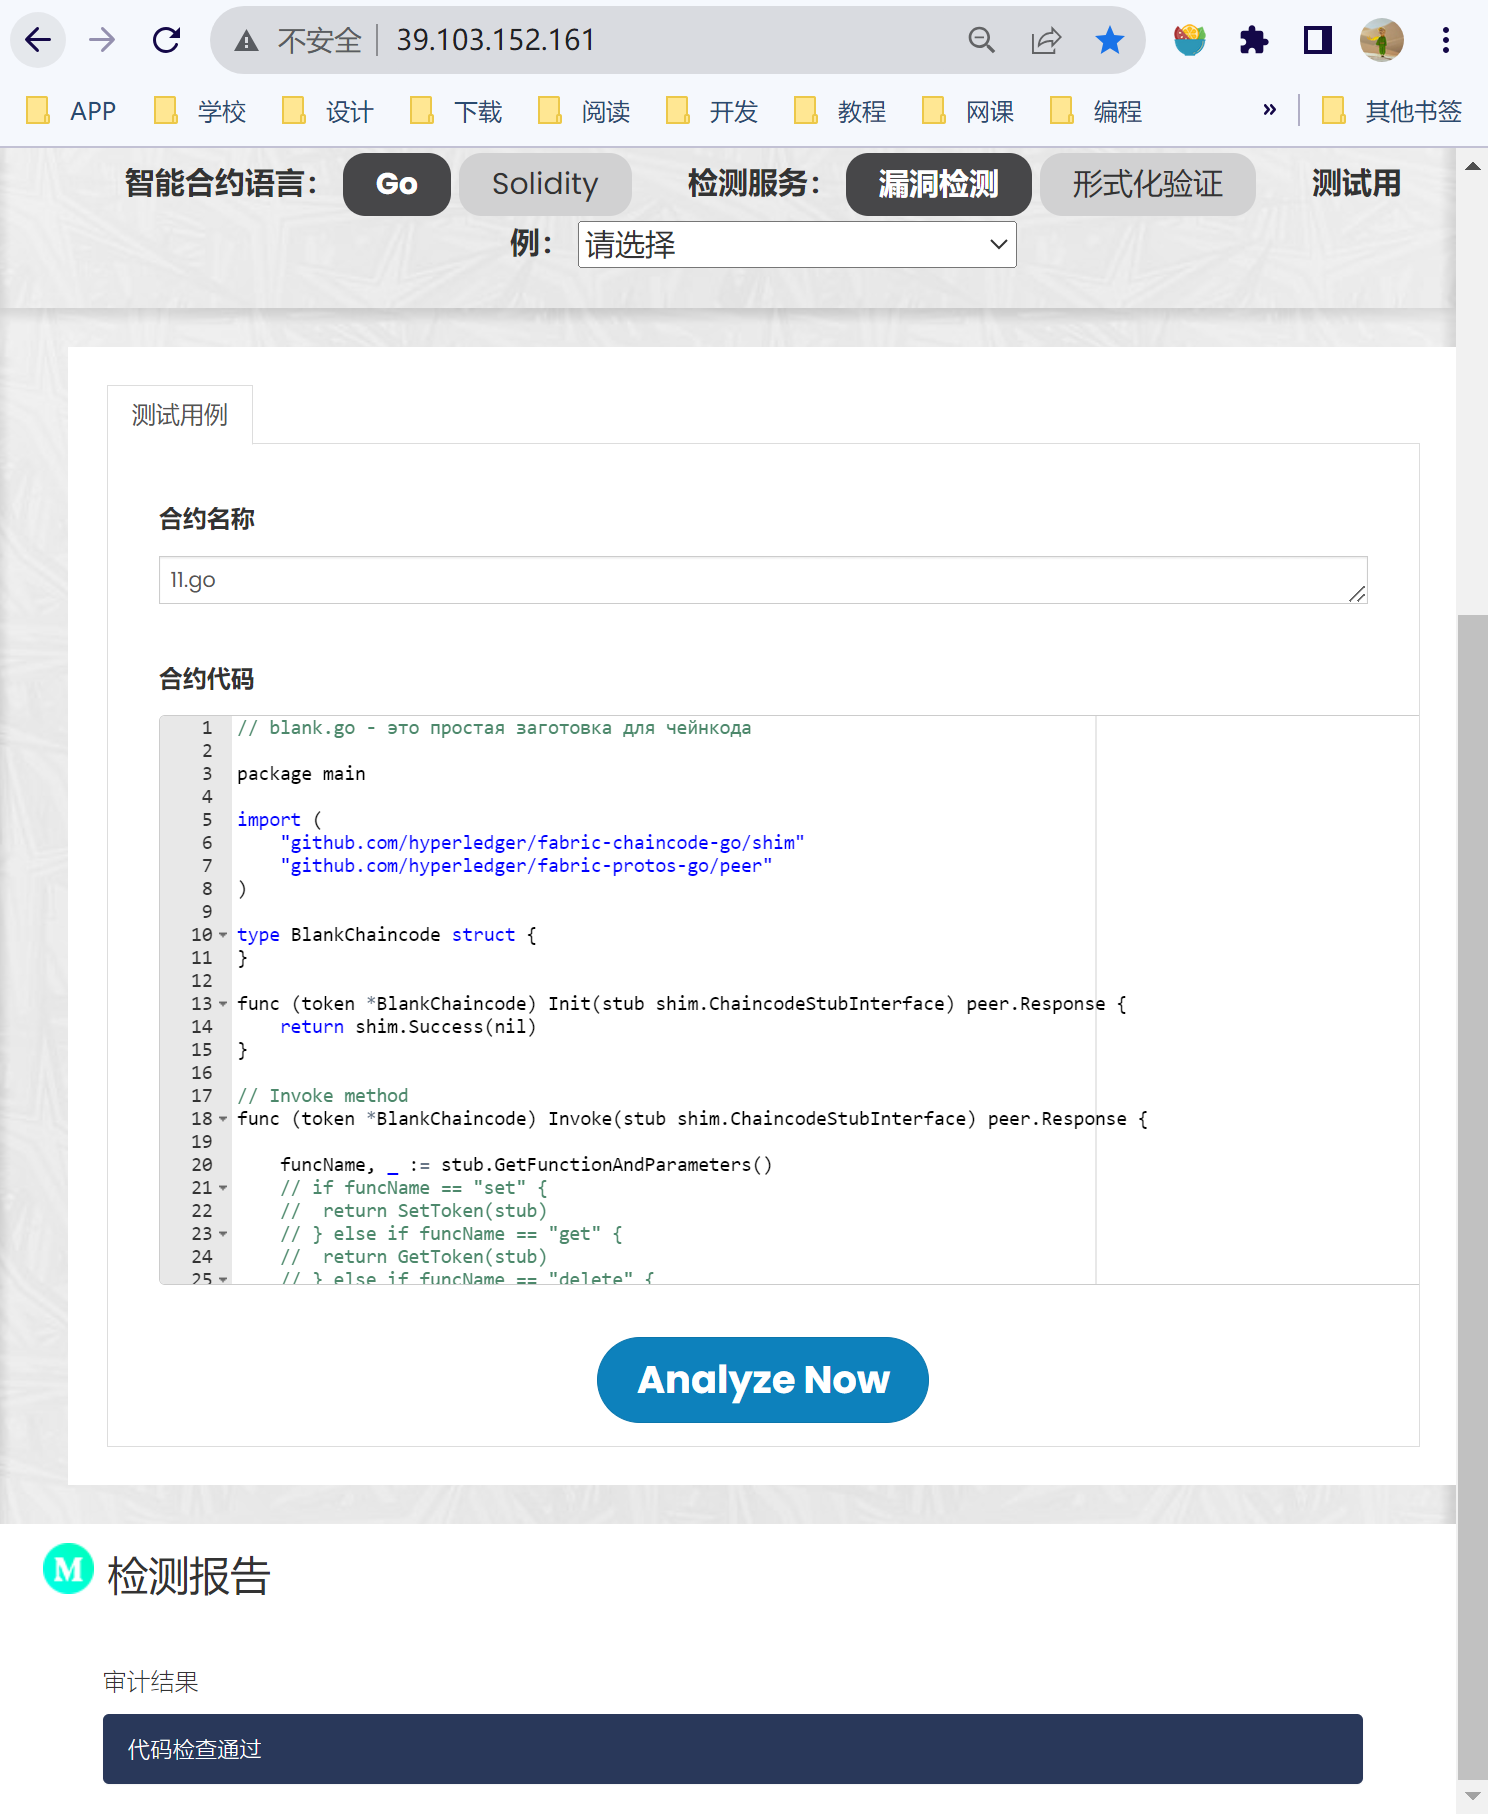 不安全 39.103.152.161
APP 学校 设计 下载 阅读 开发 教程 网课 编程 » 其他书签
智能合约语言： Go Solidity 检测服务： 漏洞检测 形式化验证 测试用
例： 请选择
测试用例
合约名称
11.go
合约代码
1 // blank.go - это простая заготовка для чейнкода
2
3 package main
4
5 import (
6 "github.com/hyperledger/fabric-chaincode-go/shim"
7 "github.com/hyperledger/fabric-protos-go/peer"
8 )
9
10 type BlankChaincode struct {
11 }
12
13 func (token *BlankChaincode) Init(stub shim.ChaincodeStubInterface) peer.Response {
14 return shim.Success(nil)
15 }
16
17 // Invoke method
18 func (token *BlankChaincode) Invoke(stub shim.ChaincodeStubInterface) peer.Response {
19
20 funcName, _ := stub.GetFunctionAndParameters()
21 // if funcName == "set" {
22 //  return SetToken(stub)
23 // } else if funcName == "get" {
24 //  return GetToken(stub)
25 // } else if funcName == "delete" {
Analyze Now
M 检测报告
审计结果
代码检查通过